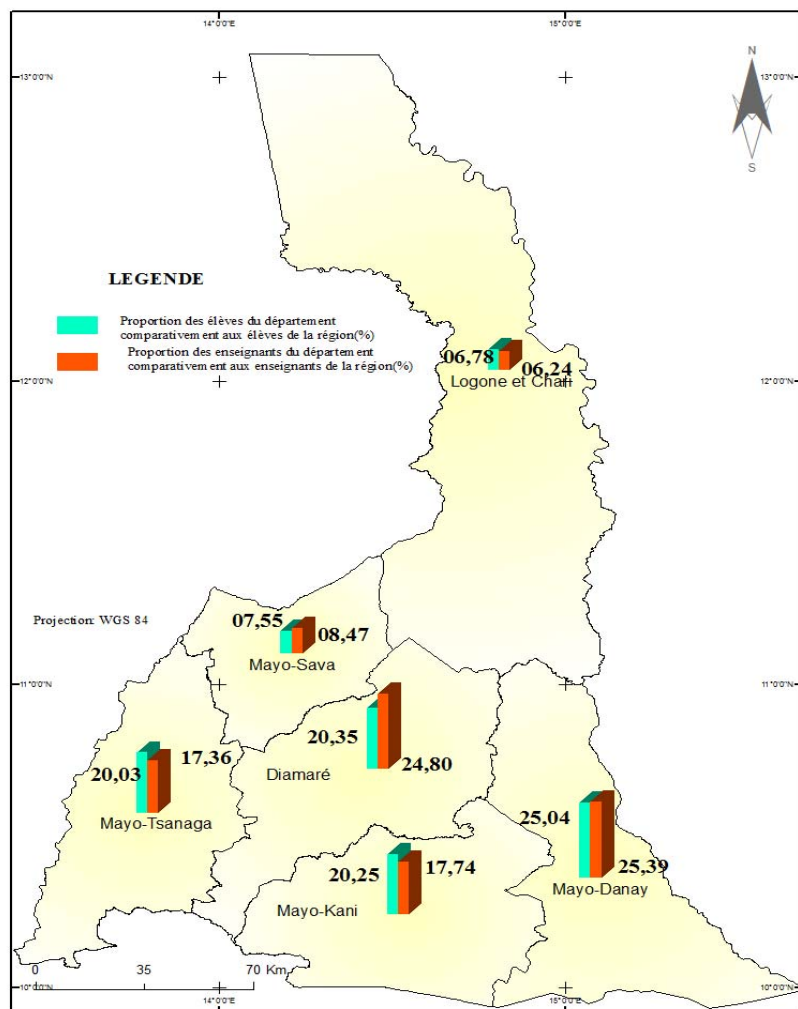 14°0'0"E 15°0'0"E
N
13°0'0"N 13°0'0"N
S
LEGENDE
Proportion des élèves du département
comparativement aux élèves de la région(%)
Proportion des enseignants du département
comparativement aux enseignants de la région(%)
06,78
06,24
12°0'0"N 12°0'0"N
Logone et Chari
Projection: WGS 84
07,55
08,47
Mayo-Sava
11°0'0"N 11°0'0"N
20,35
24,80
Diamaré
17,36
20,03
Mayo-Tsanaga
25,04
25,39
Mayo-Danay
20,25
17,74
Mayo-Kani
0 35 70 Km
10°0'0"N 10°0'0"N
14°0'0"E 15°0'0"E